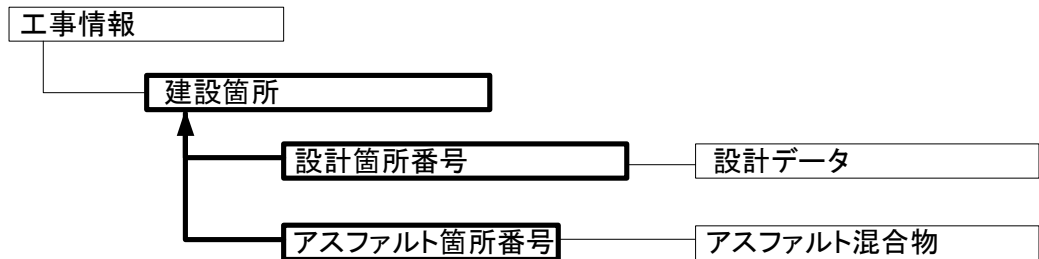 工事情報
建設箇所
設計箇所番号
設計データ
アスファルト箇所番号
アスファルト混合物